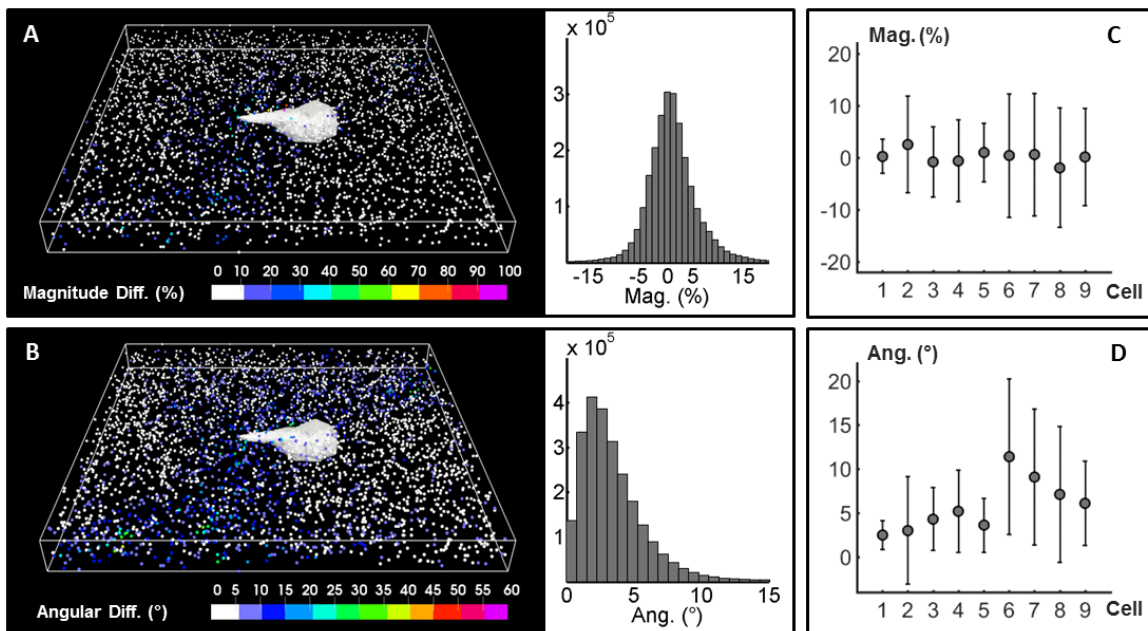 A
0 10 20 30 40 50 60 70 80 90 100
Magnitude Diff. (%)
x 10^5
3
2
1
-15 -5 0 5 15
Mag. (%)
C
Mag. (%)
20
10
0
-10
-20
1 2 3 4 5 6 7 8 9 Cell
B
0 5 10 15 20 25 30 35 40 45 50 55 60
Angular Diff. (°)
x 10^5
4
3
2
1
0 5 10 15
Ang. (°)
D
Ang. (°)
20
15
10
5
0
1 2 3 4 5 6 7 8 9 Cell